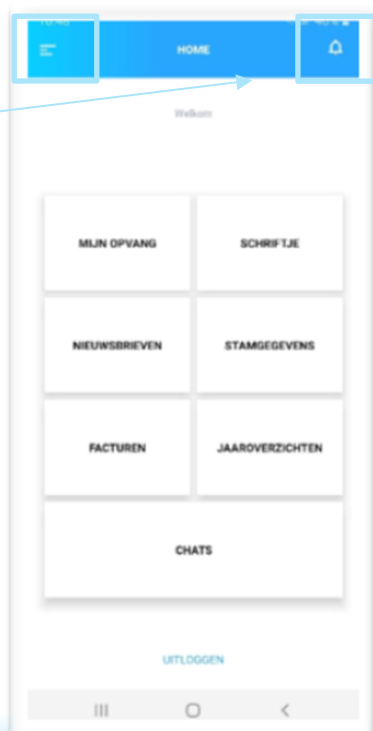 HOME
Welkom
MIJN OPVANG
SCHRIFTJE
NIEUWSBRIEVEN
STAMGEGEVENS
FACTUREN
JAAROVERZICHTEN
CHATS
UITLOGGEN